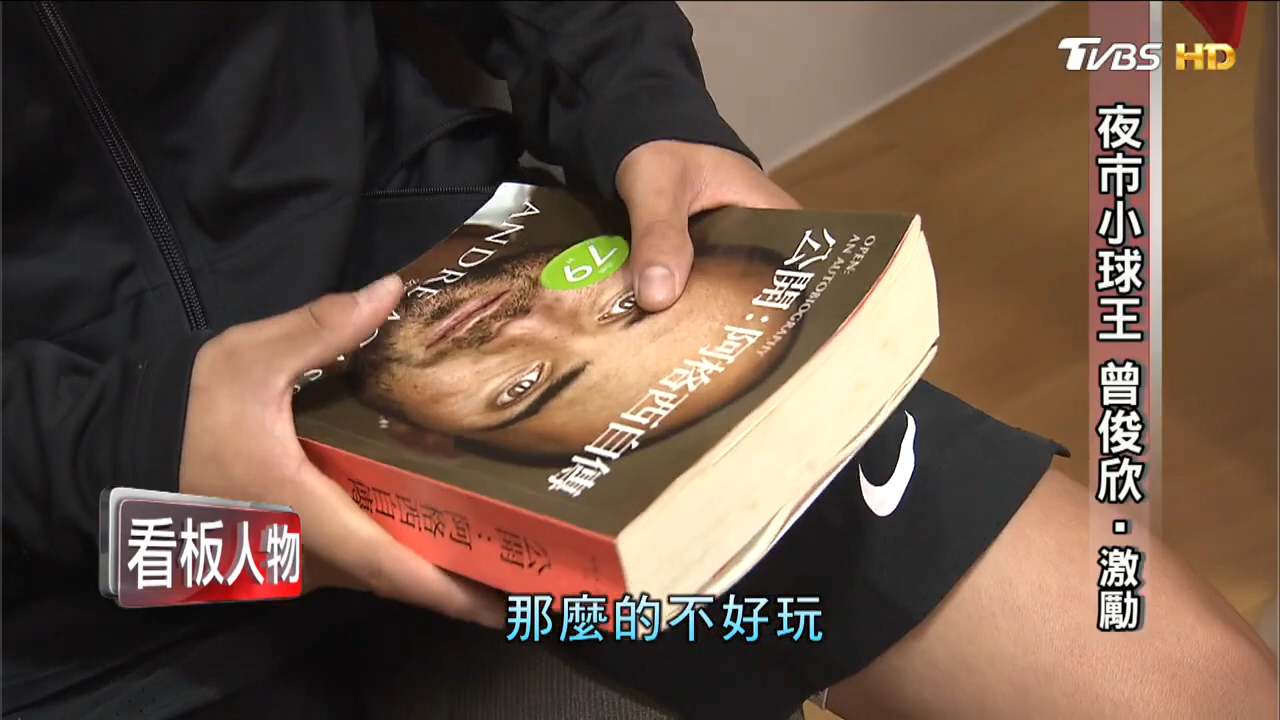 TVBS HD
夜市小球王 曾俊欣·激勵
ANDRE AGASSI
79
OPEN:
AN AUTOBIOGRAPHY
公開：阿格西自傳
公開：阿格西自傳
看板人物
那麼的不好玩